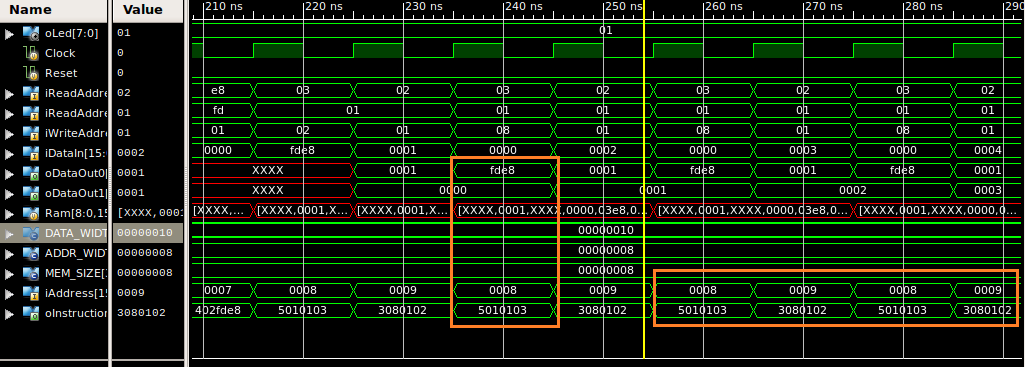 Name Value 210 ns 220 ns 230 ns 240 ns 250 ns 260 ns 270 ns 280 ns 290
oLed[7:0] 01 01
Clock 0
Reset 0
iReadAddre 02 e8 03 02 03 02 03 02 03 02
iReadAddre 01 fd 01 01 01 01 01 01 01
iWriteAddr 01 01 02 01 08 01 08 01 08 01
iDataIn[15: 0002 0000 fde8 0001 0000 0002 0000 0003 0000 0004
oDataOut0[ 0001 XXXX 0001 fde8 0001 fde8 0001 fde8 0001
oDataOut1[ 0001 XXXX 0000 0001 0002 0003
Ram[8:0,15 [XXXX,0001 [XXXX,... [XXXX,0001,X... [XXXX,0001,X... [XXXX,0001,XXXX,0000,03e8,0... [XXXX,0001,XXXX,0000,03e8,0... [XXXX,0001,XXXX,0000,0...
DATA_WIDT 00000010 00000010
ADDR_WID 00000008 00000008
MEM_SIZE[ 00000008 00000008
iAddress[15 0009 0007 0008 0009 0008 0009 0008 0009 0008 0009
oInstruction 3080102 402fde8 5010103 3080102 5010103 3080102 5010103 3080102 5010103 3080102